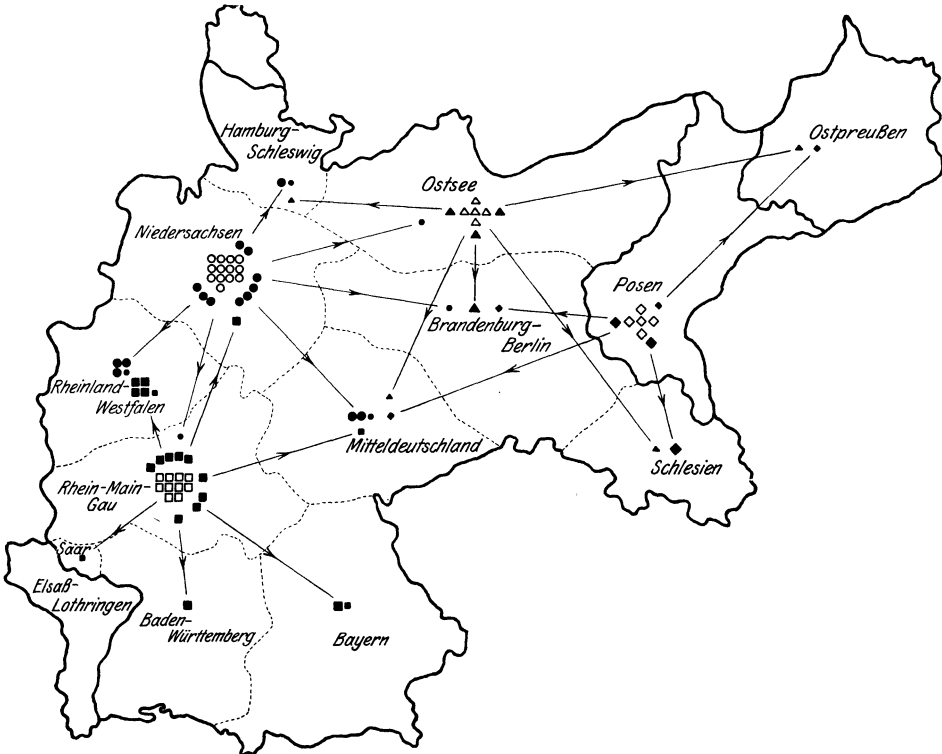 Hamburg-
Schleswig
Ostpreußen
Ostsee
Niedersachsen
Posen
Brandenburg-
Berlin
Rheinland-
Westfalen
Mitteldeutschland
Schlesien
Rhein-Main-
Gau
Saar
Elsaß-
Lothringen
Baden-
Württemberg
Bayern